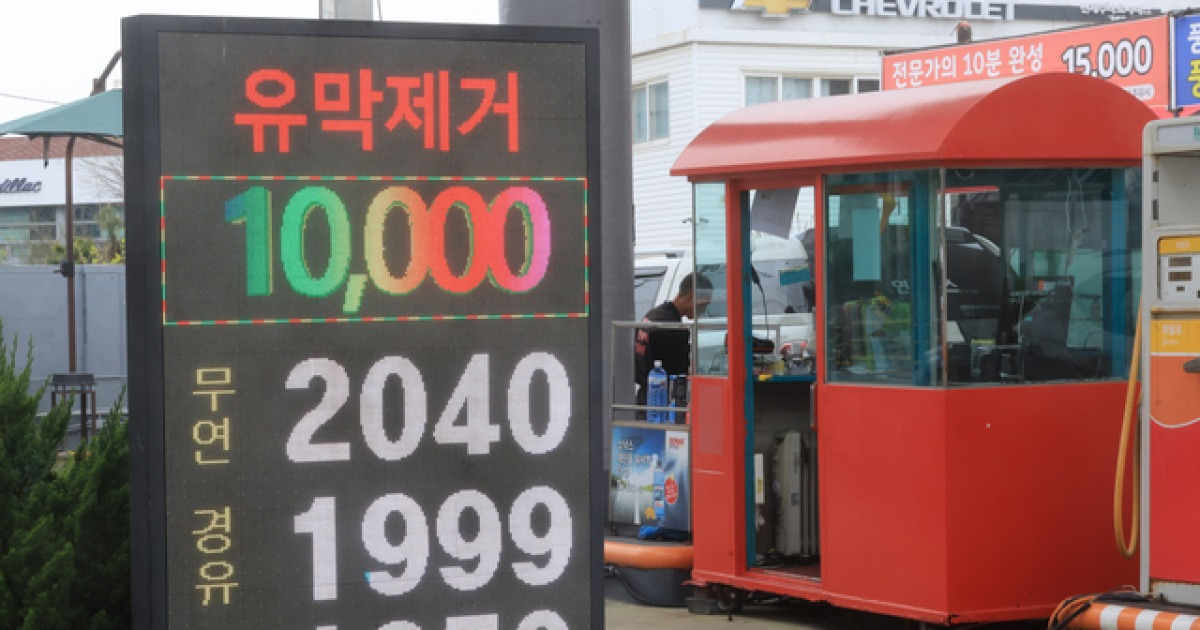 유막제거
10,000
무연 2040
경유 1999
CHEVROLET
전문가의 10분 완성 15,000
Cadillac